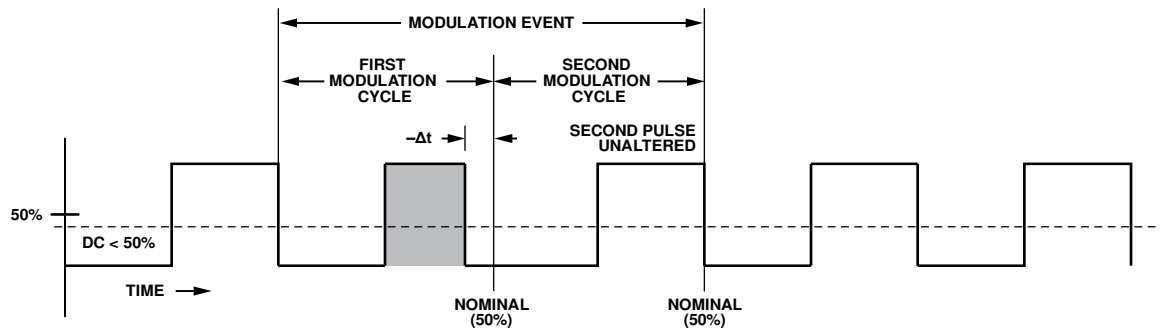 MODULATION EVENT
FIRST
MODULATION
CYCLE
SECOND
MODULATION
CYCLE
–Δt
SECOND PULSE
UNALTERED
50%
DC < 50%
TIME
NOMINAL
(50%)
NOMINAL
(50%)